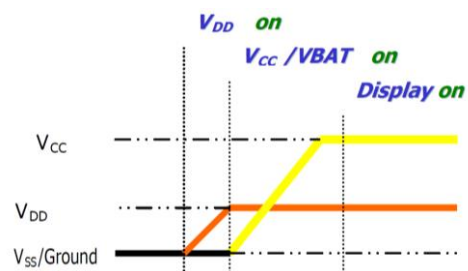 VDD on
VCC /VBAT on
Display on
VCC
VDD
VSS/Ground